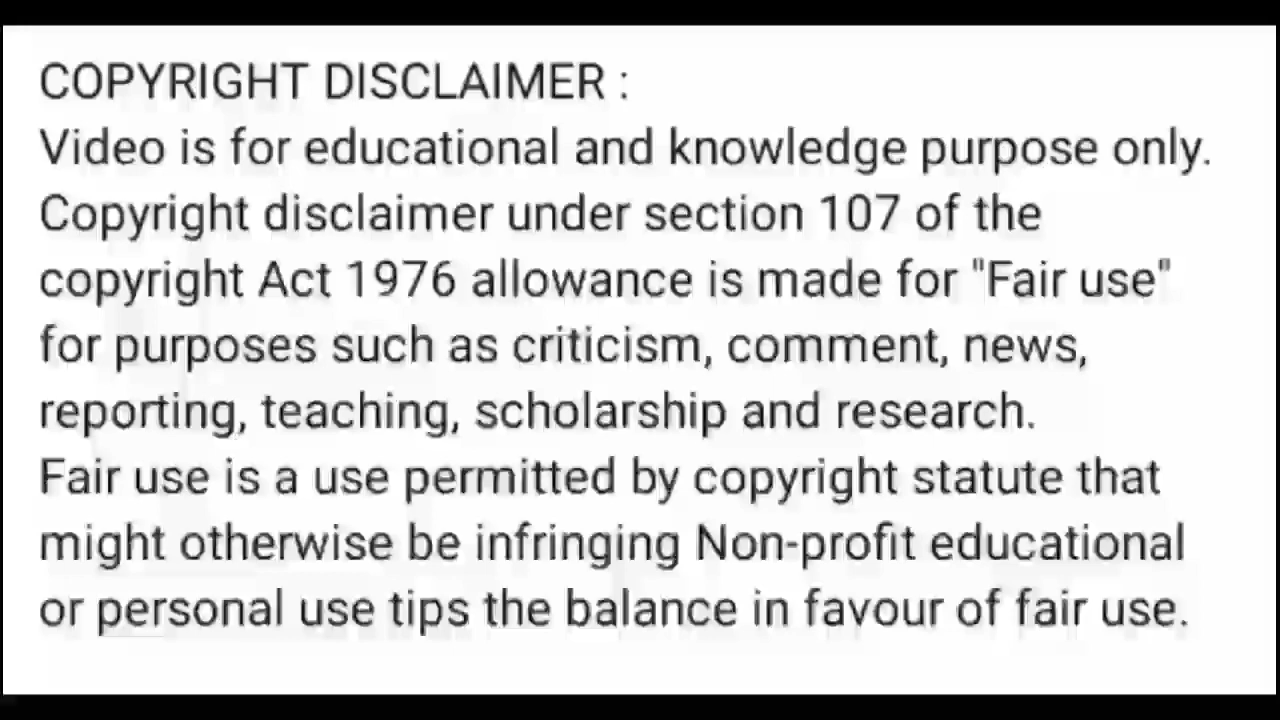 COPYRIGHT DISCLAIMER :
Video is for educational and knowledge purpose only.
Copyright disclaimer under section 107 of the
copyright Act 1976 allowance is made for "Fair use"
for purposes such as criticism, comment, news,
reporting, teaching, scholarship and research.
Fair use is a use permitted by copyright statute that
might otherwise be infringing Non-profit educational
or personal use tips the balance in favour of fair use.